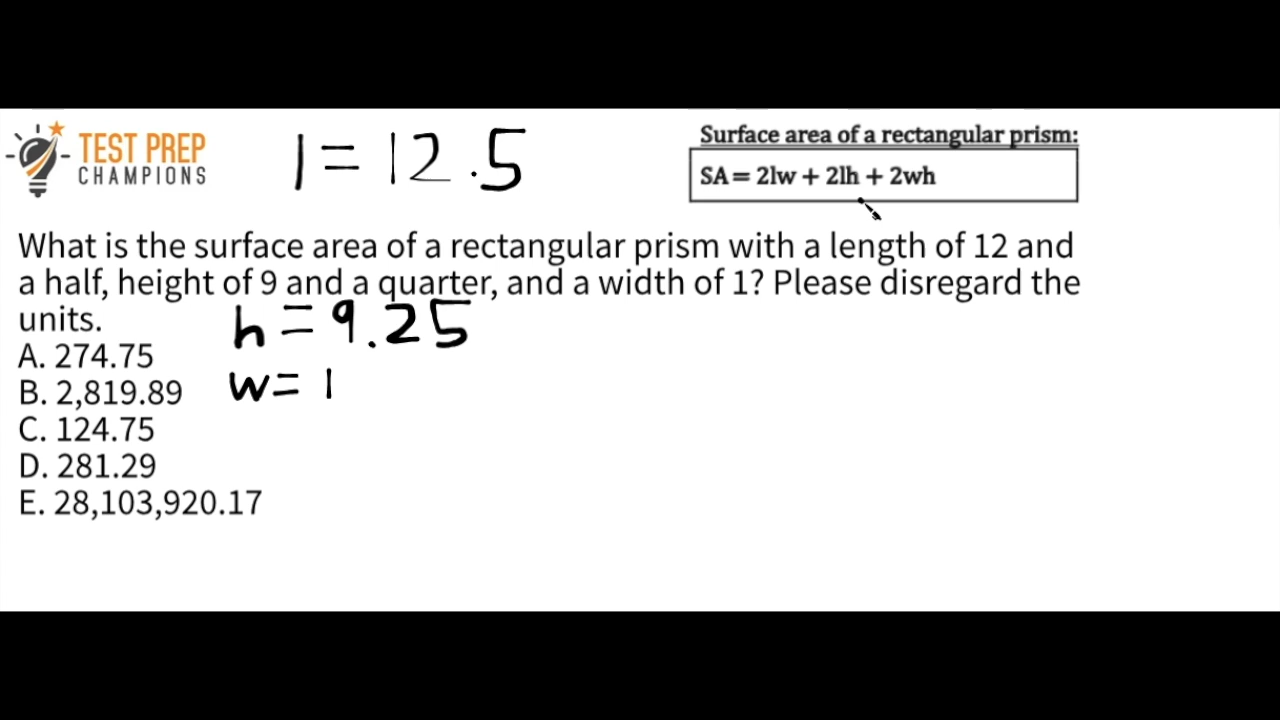 TEST PREP
CHAMPIONS
l = 12.5
Surface area of a rectangular prism:
SA = 2lw + 2lh + 2wh
What is the surface area of a rectangular prism with a length of 12 and
a half, height of 9 and a quarter, and a width of 1? Please disregard the
units.
h = 9.25
A. 274.75
w = 1
B. 2,819.89
C. 124.75
D. 281.29
E. 28,103,920.17